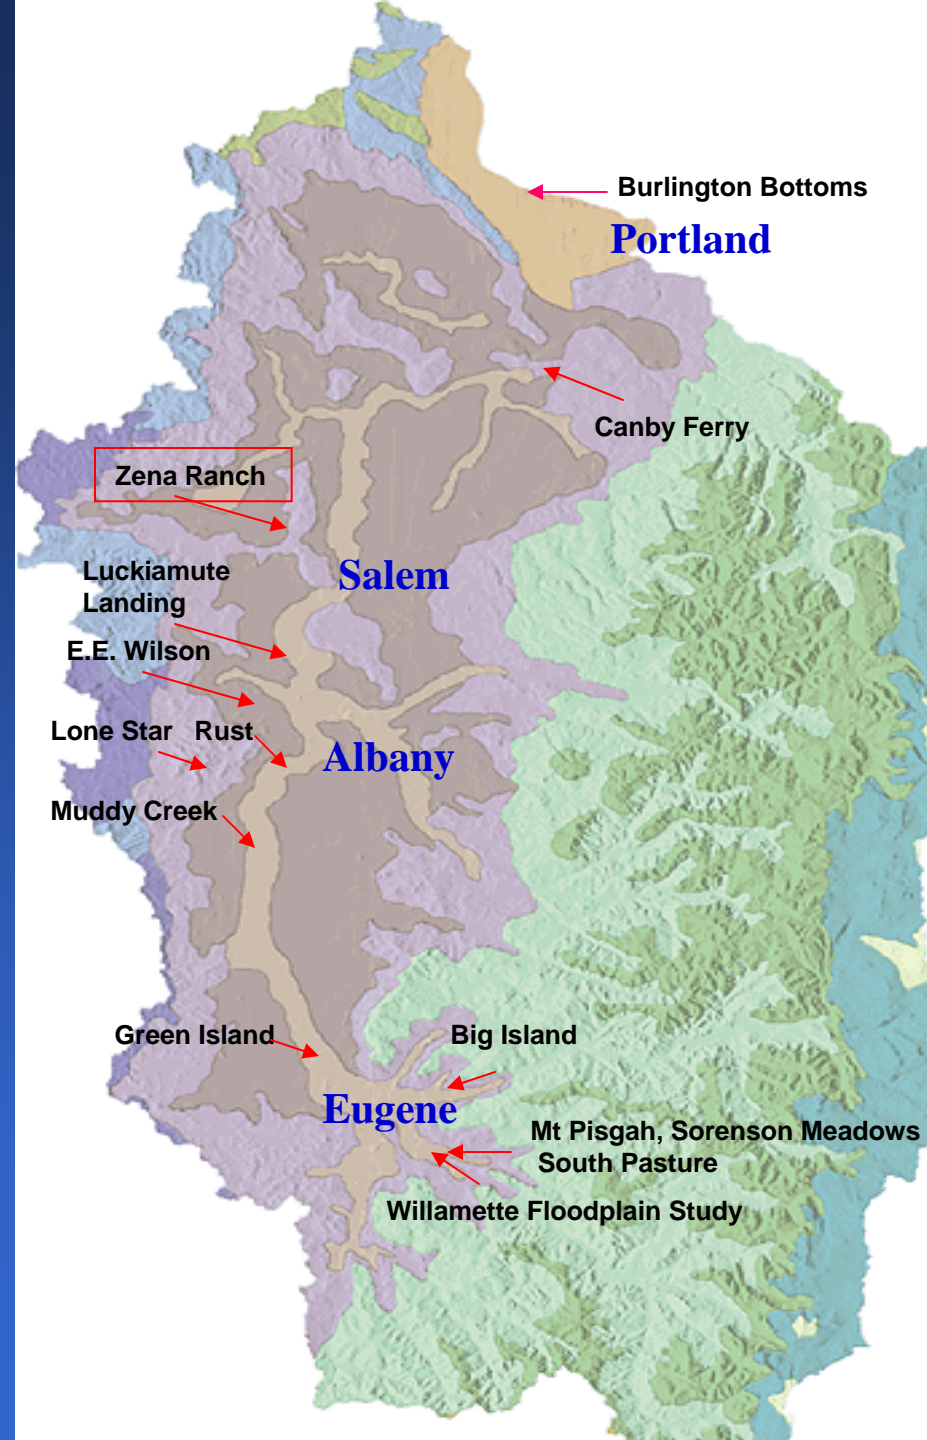 Burlington Bottoms
Portland
Canby Ferry
Zena Ranch
Salem
Luckiamute
Landing
E.E. Wilson
Lone Star Rust
Albany
Muddy Creek
Green Island
Big Island
Eugene
Mt Pisgah, Sorenson Meadows
South Pasture
Willamette Floodplain Study